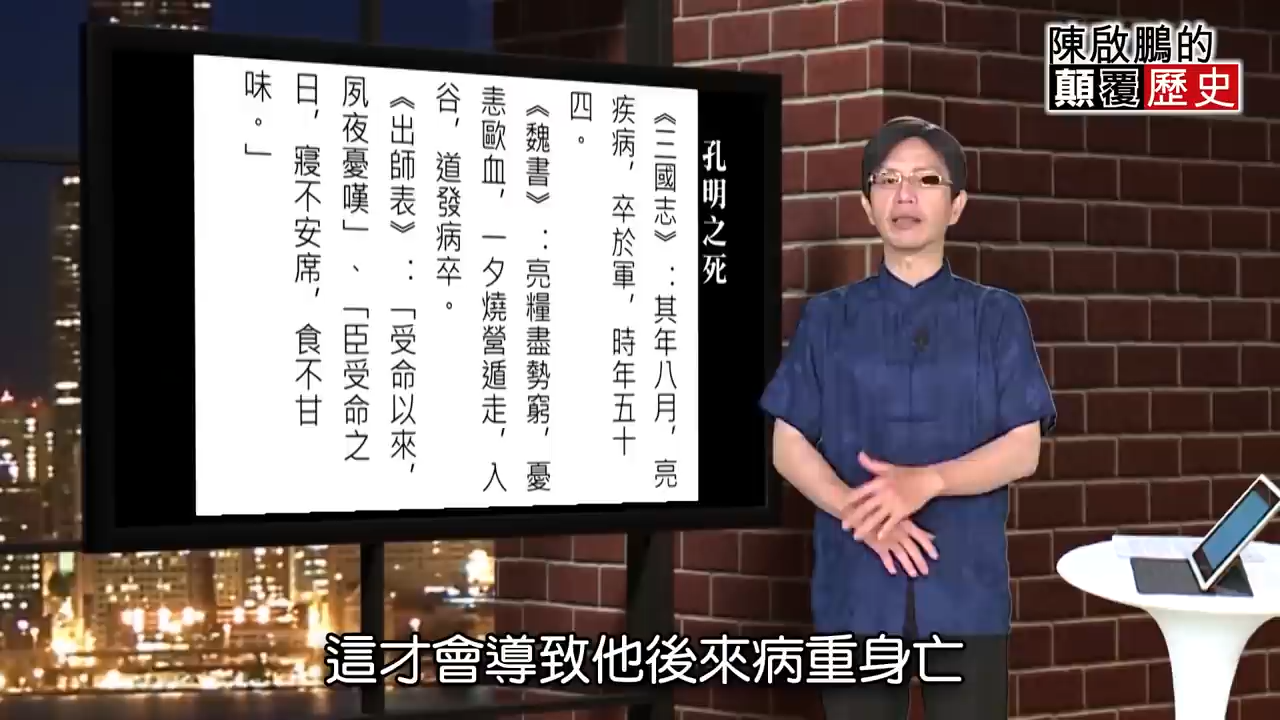 陳啟鵬的
顛覆歷史
孔明之死
《三國志》：其年八月，亮
疾病，卒於軍，時年五十
四。
《魏書》：亮糧盡勢窮，憂
恚歐血，一夕燒營遁走，入
谷，道發病卒。
《出師表》：「受命以來，
夙夜憂嘆」、「臣受命之
日，寢不安席，食不甘
味。」
這才會導致他後來病重身亡